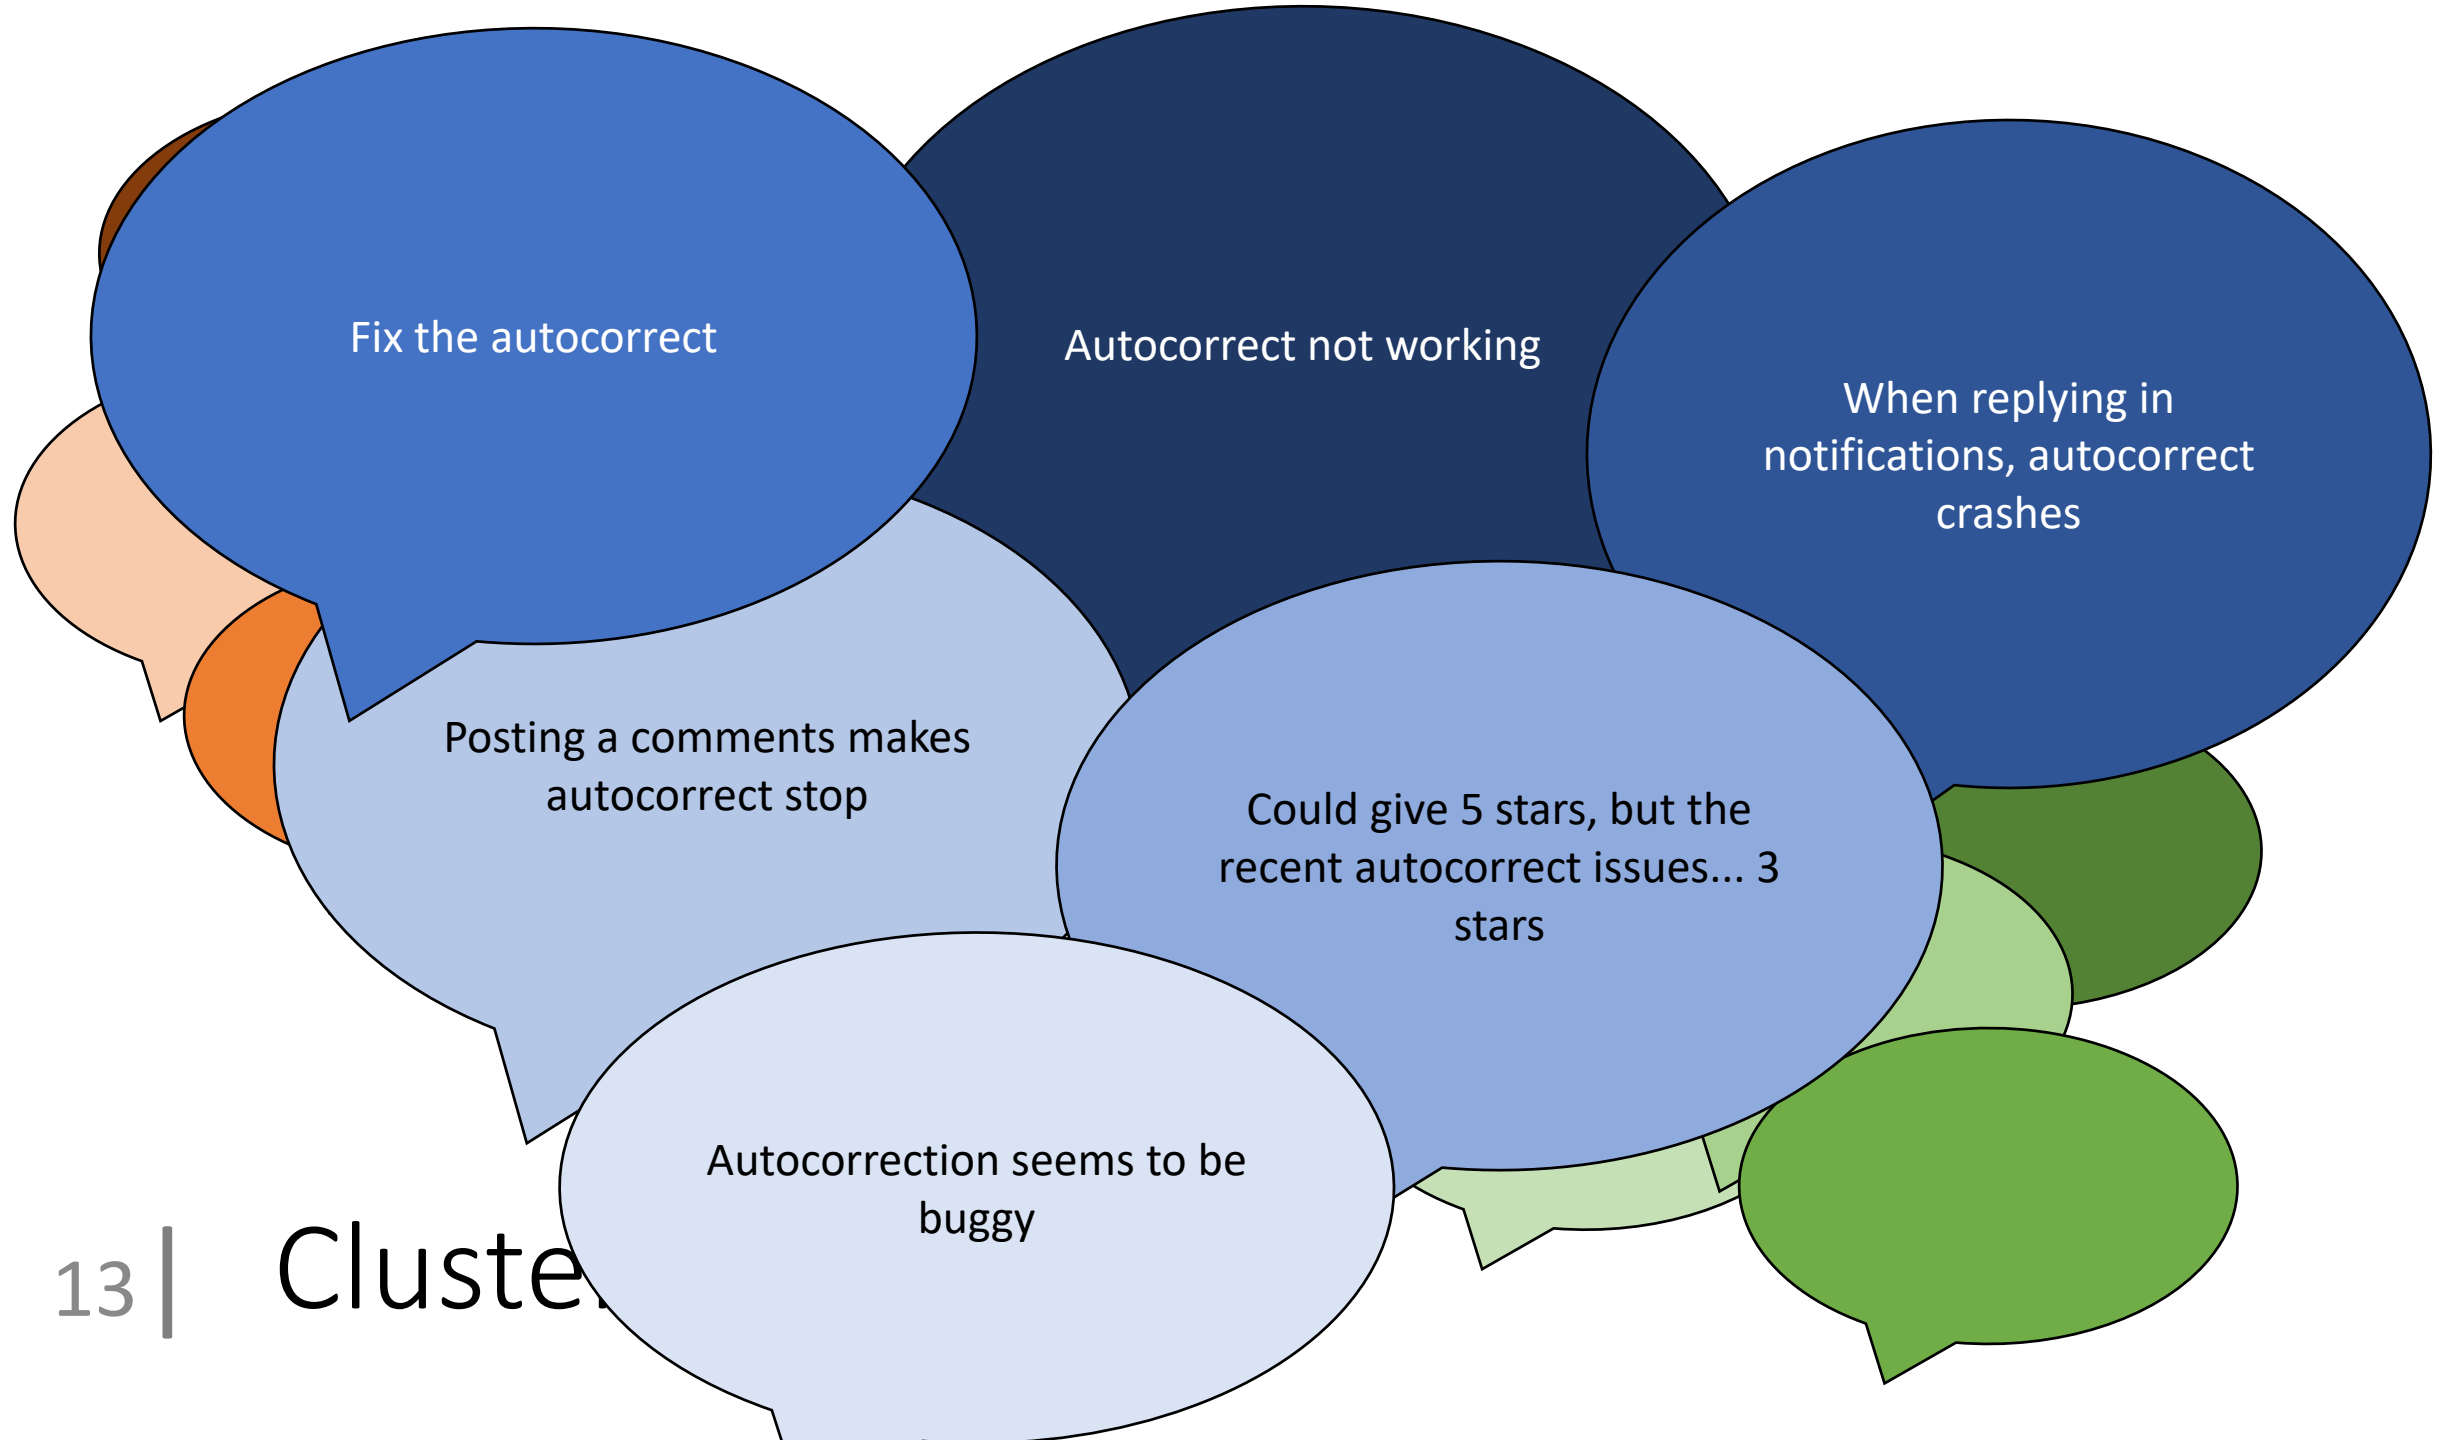 Fix the autocorrect
Autocorrect not working
When replying in
notifications, autocorrect
crashes
Posting a comments makes
autocorrect stop
Could give 5 stars, but the
recent autocorrect issues... 3
stars
Autocorrection seems to be
buggy
13